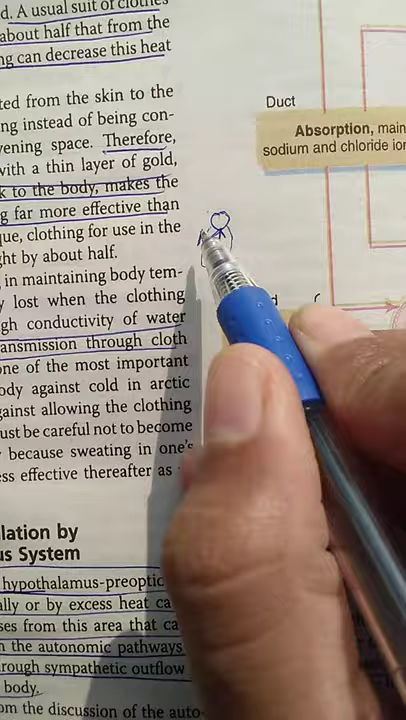 d. A usual suit of clothes
about half that from the
ng can decrease this heat
ted from the skin to the
ng instead of being con-
vening space. Therefore,
with a thin layer of gold,
k to the body, makes the
g far more effective than
que, clothing for use in the
ght by about half.
in maintaining body tem-
y lost when the clothing
gh conductivity of water
ansmission through cloth
one of the most important
ody against cold in arctic
gainst allowing the clothing
ust be careful not to become
because sweating in one's
ess effective thereafter as
lation by
us System
hypothalamus-preoptic
ally or by excess heat ca
ses from this area that ca
n the autonomic pathways
rough sympathetic outflow
body.
om the discussion of the auto-
Duct
Absorption, main
sodium and chloride ion